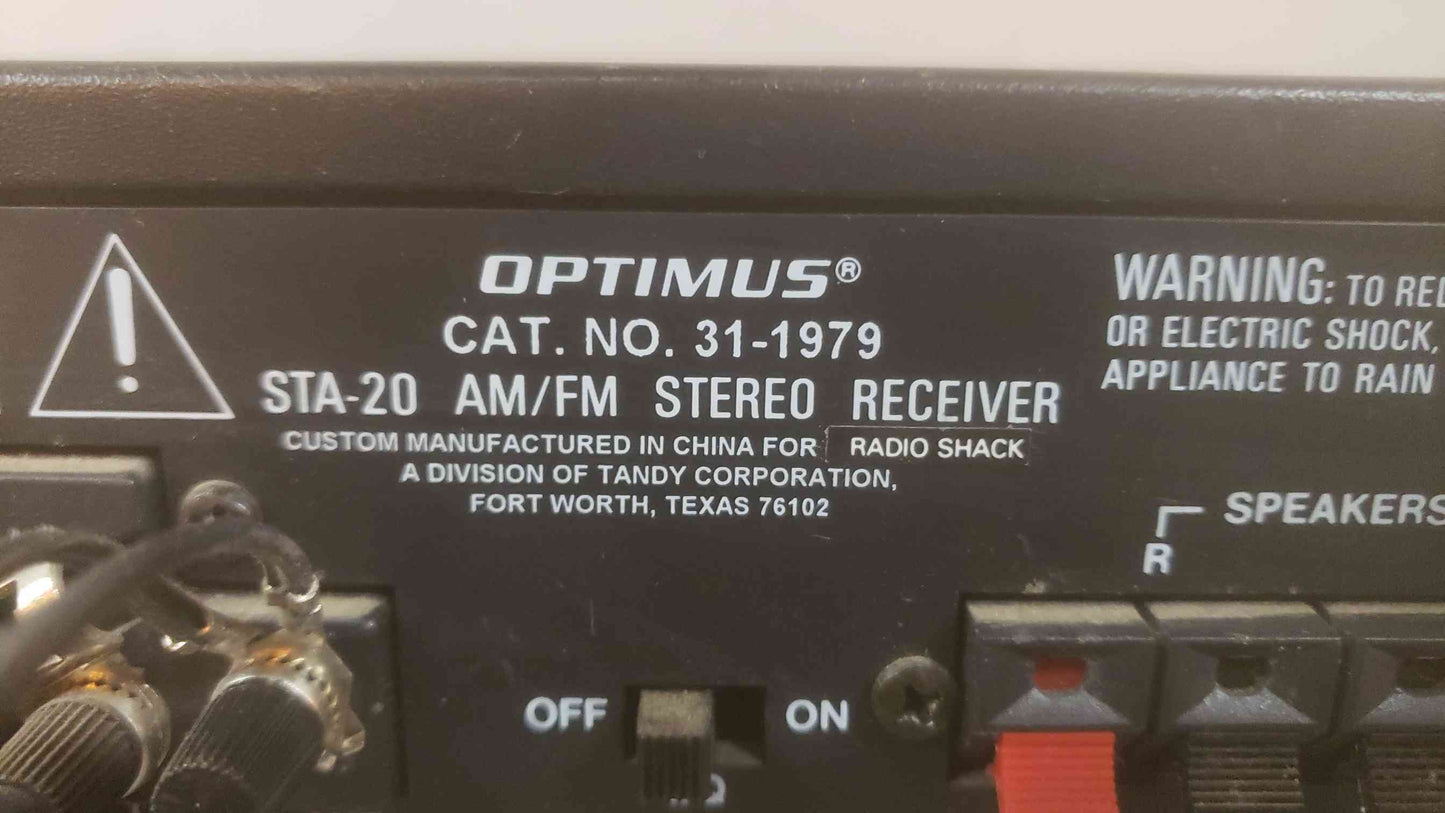 OPTIMUS®
CAT. NO. 31-1979
STA-20 AM/FM STEREO RECEIVER
CUSTOM MANUFACTURED IN CHINA FOR RADIO SHACK
A DIVISION OF TANDY CORPORATION,
FORT WORTH, TEXAS 76102
WARNING: TO
OR ELECTRIC SHOCK,
APPLIANCE TO RAIN
SPEAKERS
R
OFF ON